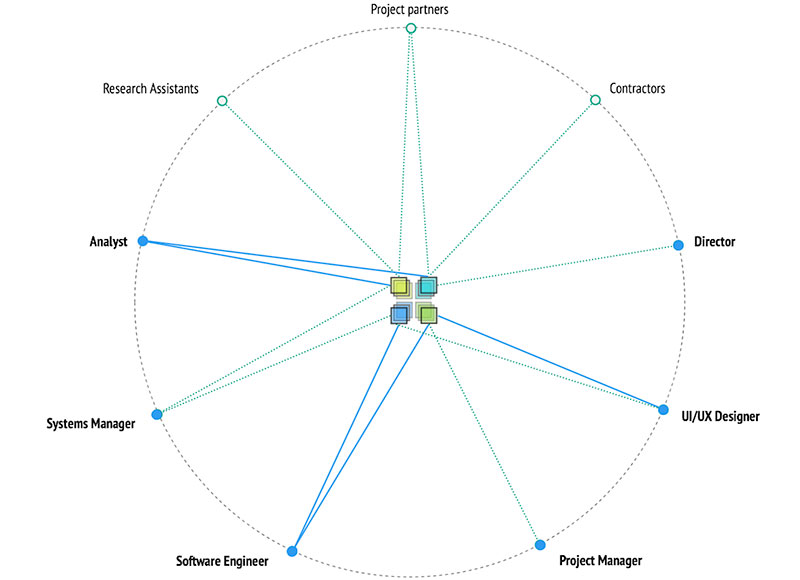 Project partners
Research Assistants
Contractors
Analyst
Director
Systems Manager
UI/UX Designer
Software Engineer
Project Manager